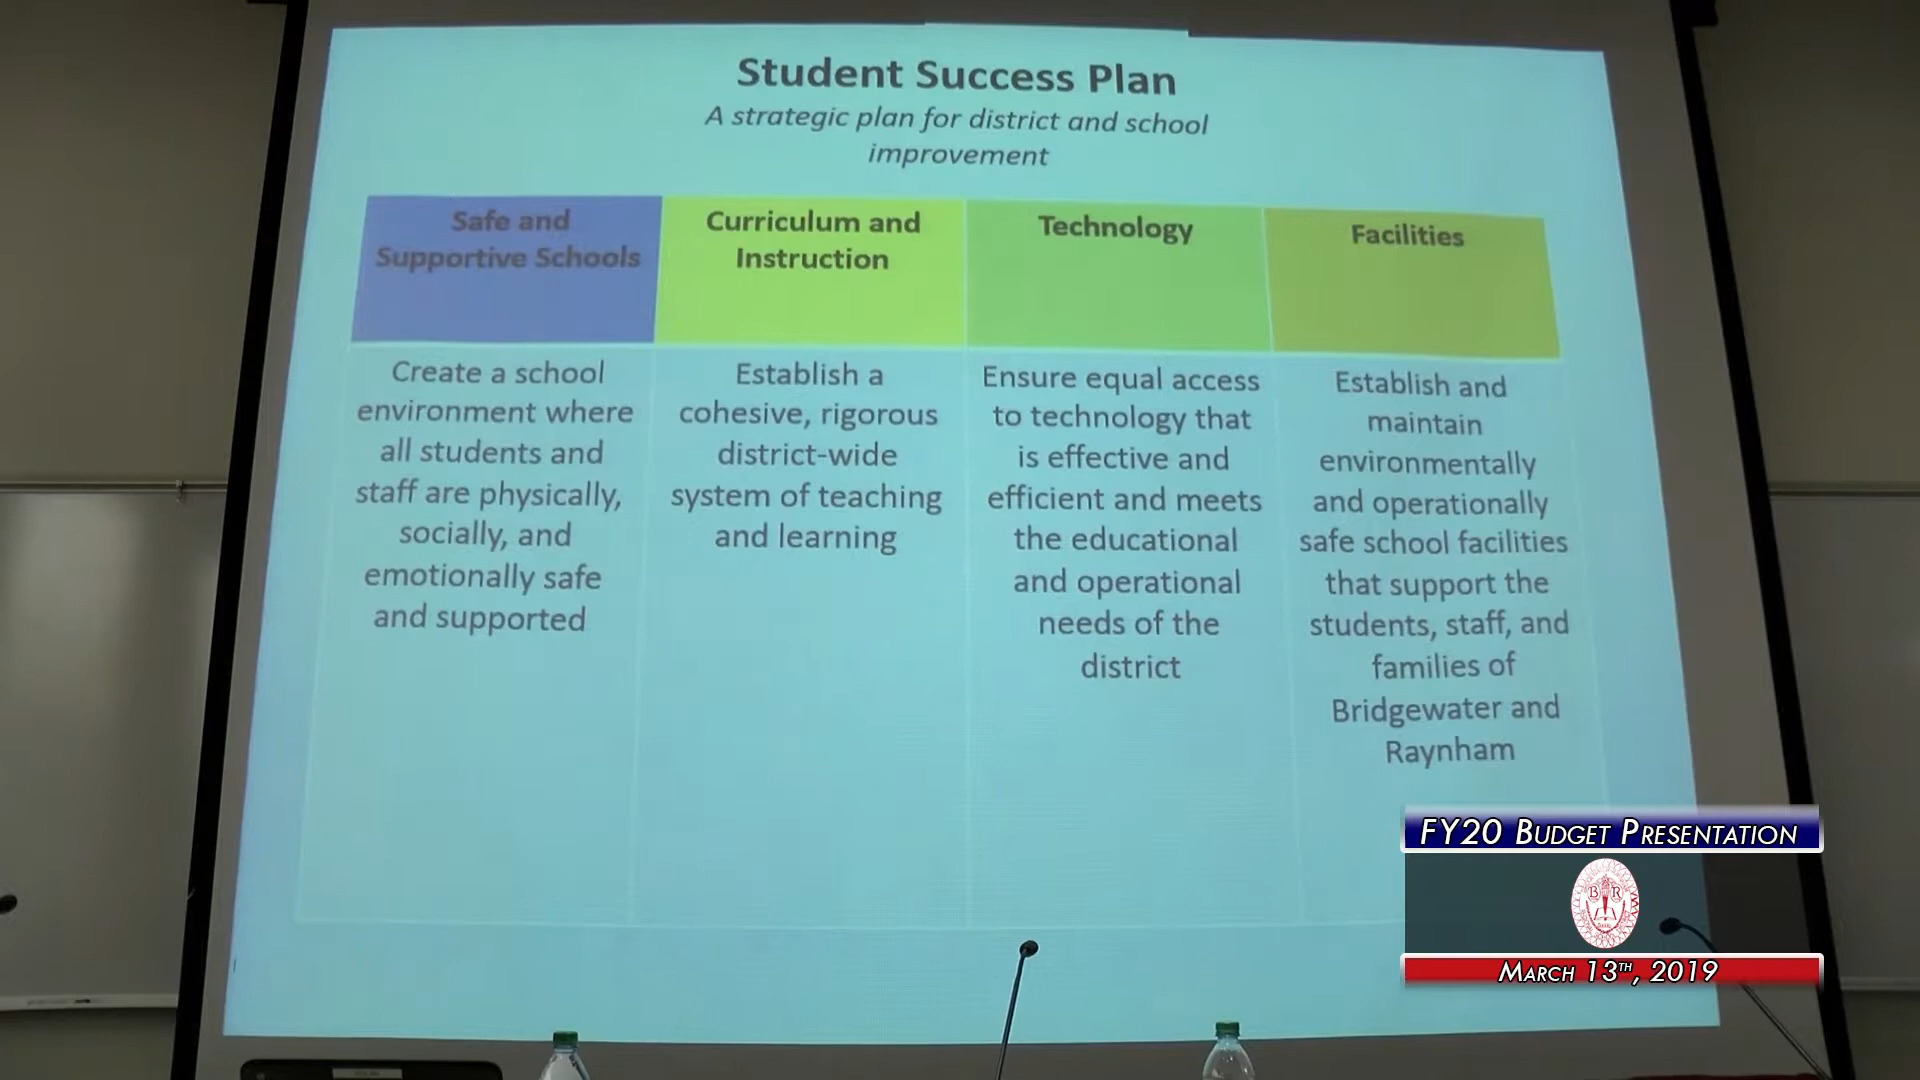 Student Success Plan
A strategic plan for district and school
improvement
Safe and
Supportive Schools
Create a school
environment where
all students and
staff are physically,
socially, and
emotionally safe
and supported
Curriculum and
Instruction
Establish a
cohesive, rigorous
district-wide
system of teaching
and learning
Technology
Ensure equal access
to technology that
is effective and
efficient and meets
the educational
and operational
needs of the
district
Facilities
Establish and
maintain
environmentally
and operationally
safe school facilities
that support the
students, staff, and
families of
Bridgewater and
Raynham
FY20 Budget Presentation
B R
March 13th, 2019